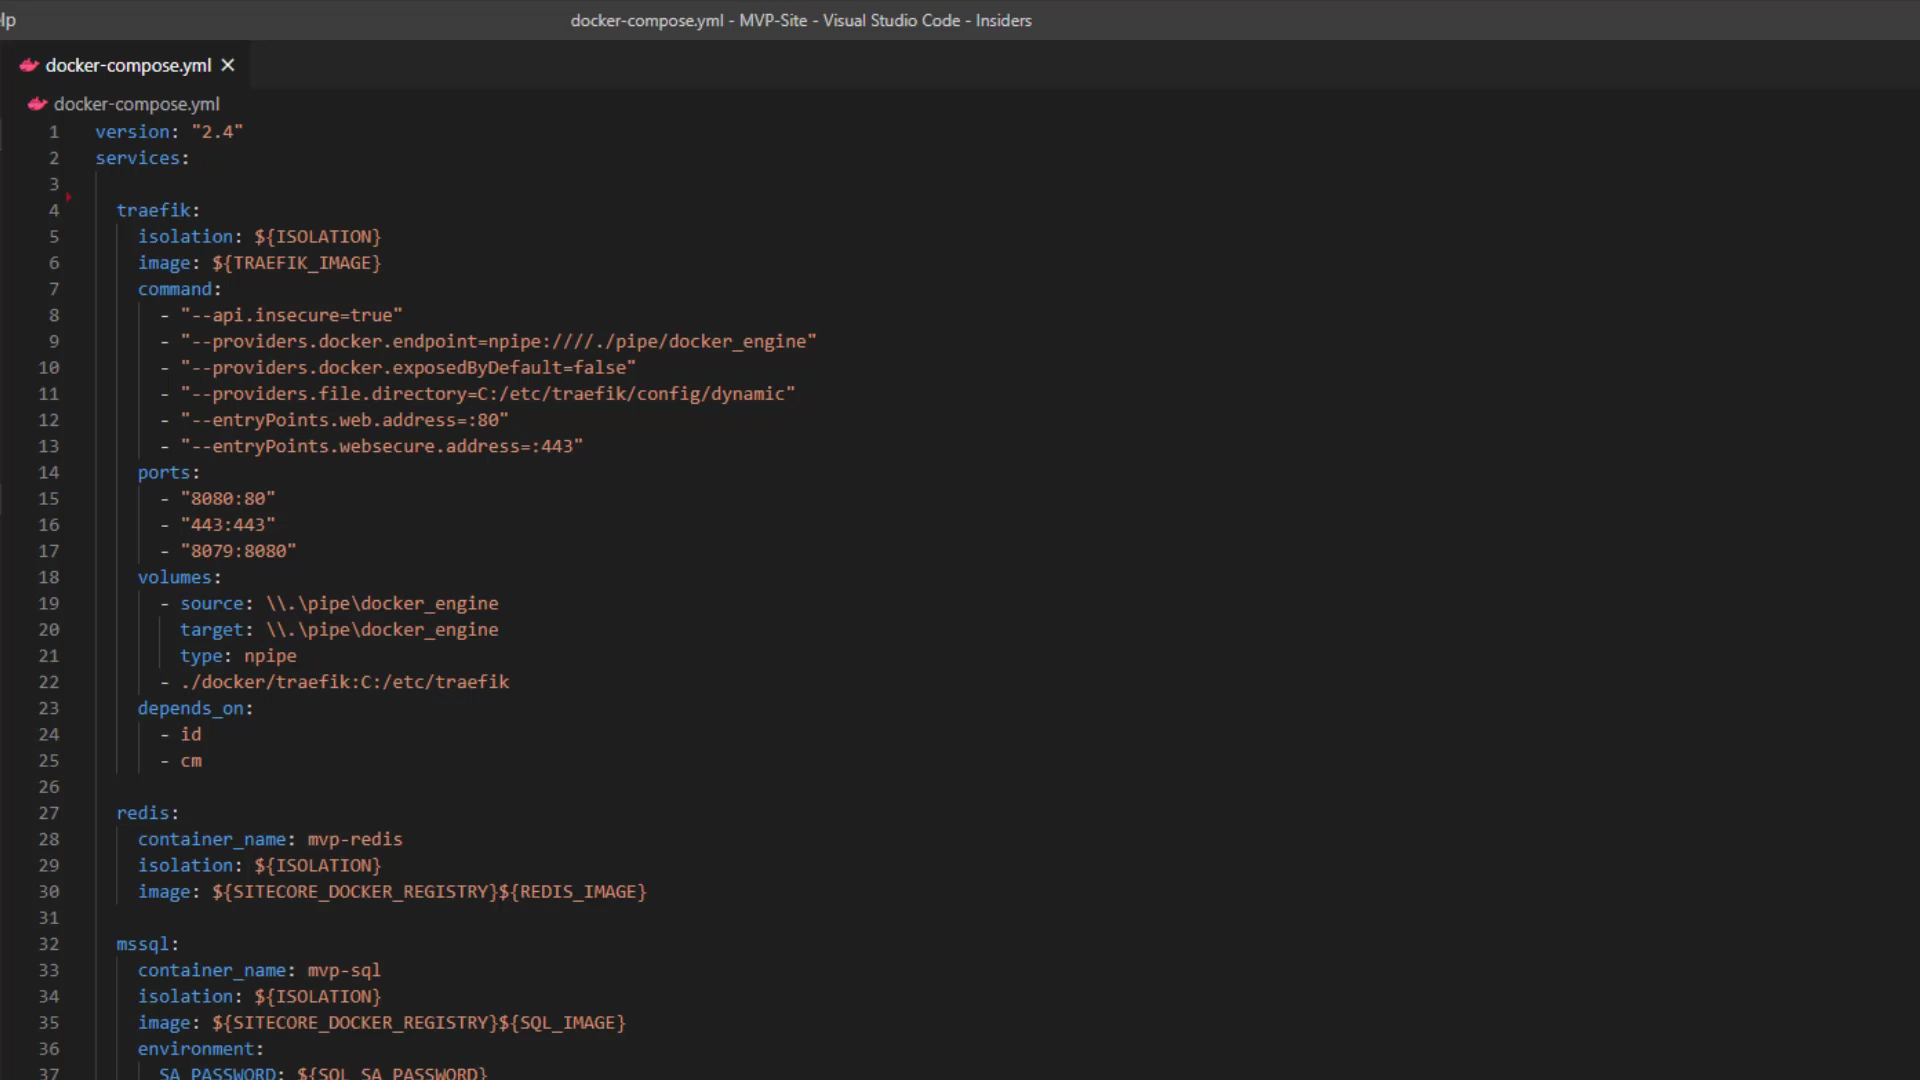 lp
docker-compose.yml - MVP-Site - Visual Studio Code - Insiders
docker-compose.yml
docker-compose.yml
1 version: "2.4"
2 services:
3
4   traefik:
5     isolation: ${ISOLATION}
6     image: ${TRAEFIK_IMAGE}
7     command:
8       - "--api.insecure=true"
9       - "--providers.docker.endpoint=npipe:////./pipe/docker_engine"
10       - "--providers.docker.exposedByDefault=false"
11       - "--providers.file.directory=C:/etc/traefik/config/dynamic"
12       - "--entryPoints.web.address=:80"
13       - "--entryPoints.websecure.address=:443"
14     ports:
15       - "8080:80"
16       - "443:443"
17       - "8079:8080"
18     volumes:
19       - source: \\.\pipe\docker_engine
20         target: \\.\pipe\docker_engine
21         type: npipe
22       - ./docker/traefik:C:/etc/traefik
23     depends_on:
24       - id
25       - cm
26
27   redis:
28     container_name: mvp-redis
29     isolation: ${ISOLATION}
30     image: ${SITECORE_DOCKER_REGISTRY}${REDIS_IMAGE}
31
32   mssql:
33     container_name: mvp-sql
34     isolation: ${ISOLATION}
35     image: ${SITECORE_DOCKER_REGISTRY}${SQL_IMAGE}
36     environment:
37       SA_PASSWORD: ${SQL_SA_PASSWORD}